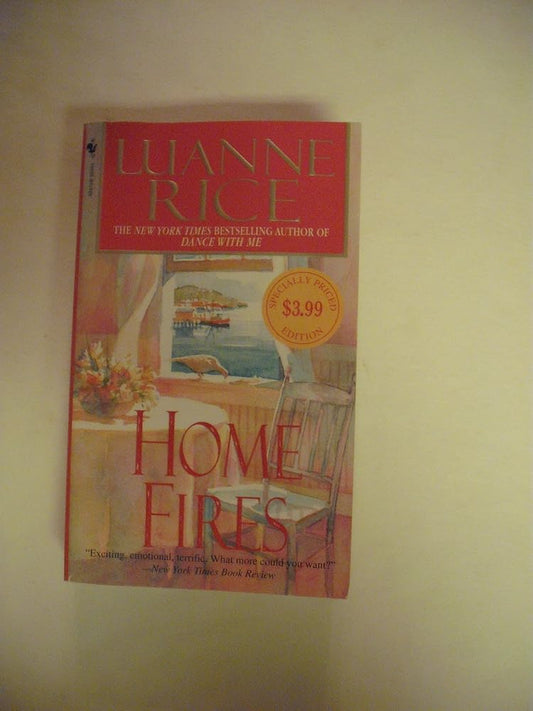 LUANNE
RICE
THE NEW YORK TIMES BESTSELLING AUTHOR OF
DANCE WITH ME
SPECIALLY PRICED
$3.99
EDITION
HOME
FIRES
"Exciting, emotional, terrific. What more could you want?"
—New York Times Book Review